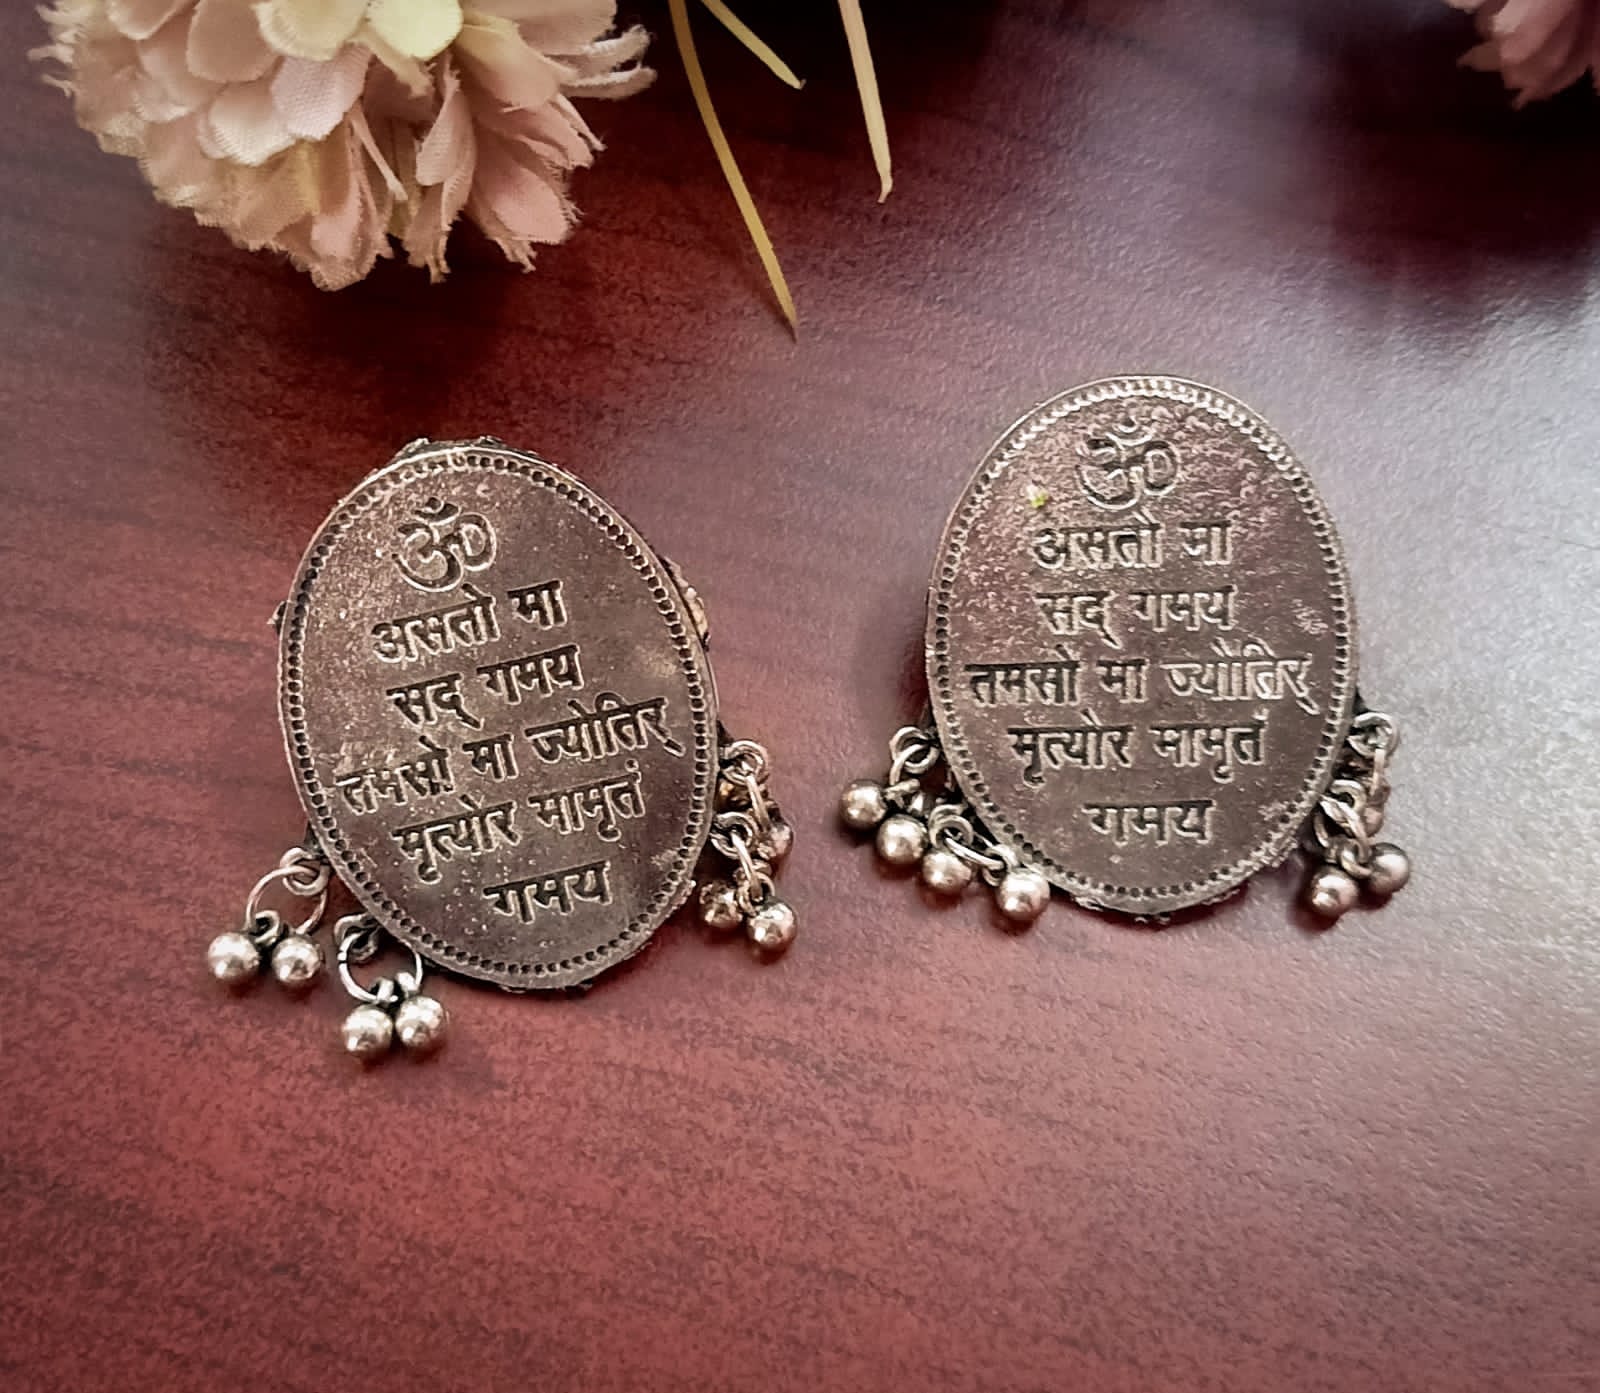 ॐ
असतो मा
सद् गमय
तमसो मा ज्योतिर्
मृत्योर मामृतं
गमय
ॐ
असतो मा
सद् गमय
तमसो मा ज्योतिर्
मृत्योर मामृतं
गमय